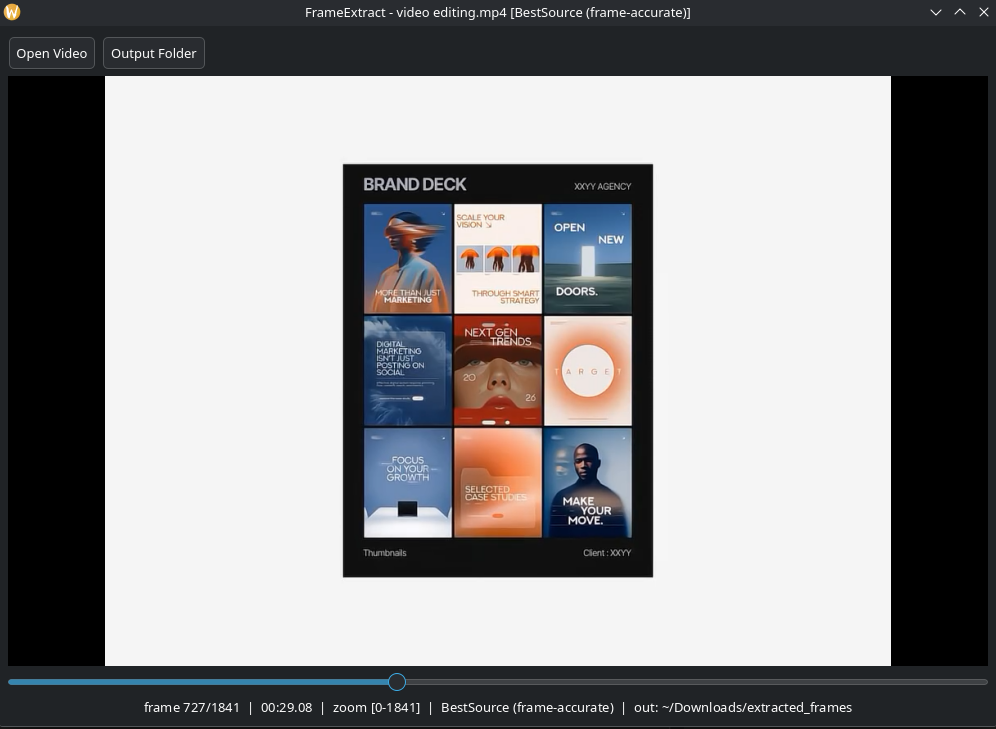 FrameExtract - video editing.mp4 [BestSource (frame-accurate)]
Open Video
Output Folder
BRAND DECK
XXYY AGENCY
MORE THAN JUST
MARKETING
SCALE YOUR
VISION ↘
THROUGH SMART
STRATEGY
OPEN
NEW
DOORS.
DIGITAL
MARKETING
ISN'T JUST
POSTING ON
SOCIAL
NEXT GEN
TRENDS
20
26
TARGET
FOCUS
ON YOUR
GROWTH
SELECTED
CASE STUDIES
MAKE
YOUR
MOVE.
Thumbnails
Client : XXYY
frame 727/1841 | 00:29.08 | zoom [0-1841] | BestSource (frame-accurate) | out: ~/Downloads/extracted_frames